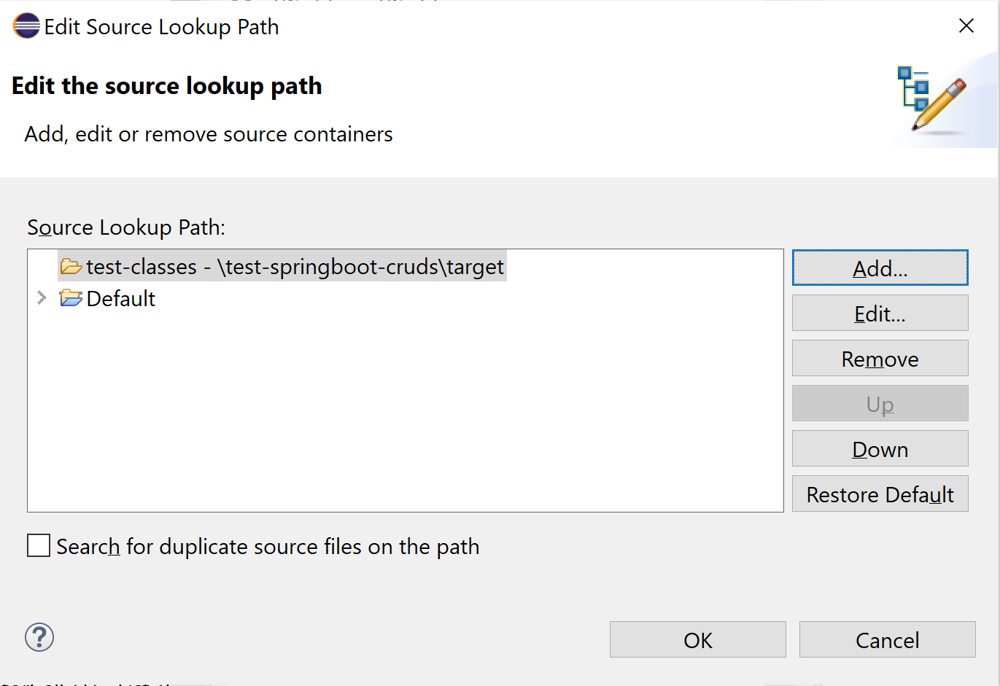 Edit Source Lookup Path
Edit the source lookup path
Add, edit or remove source containers
Source Lookup Path:
test-classes - \test-springboot-cruds\target
Default
Add...
Edit...
Remove
Up
Down
Restore Default
Search for duplicate source files on the path
OK
Cancel